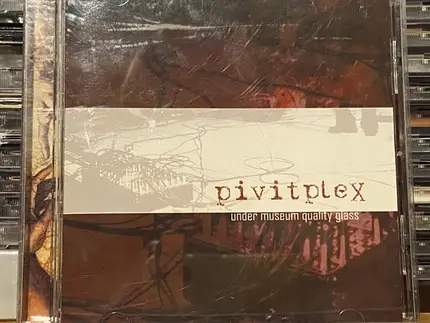 pivitplex
under museum quality glass